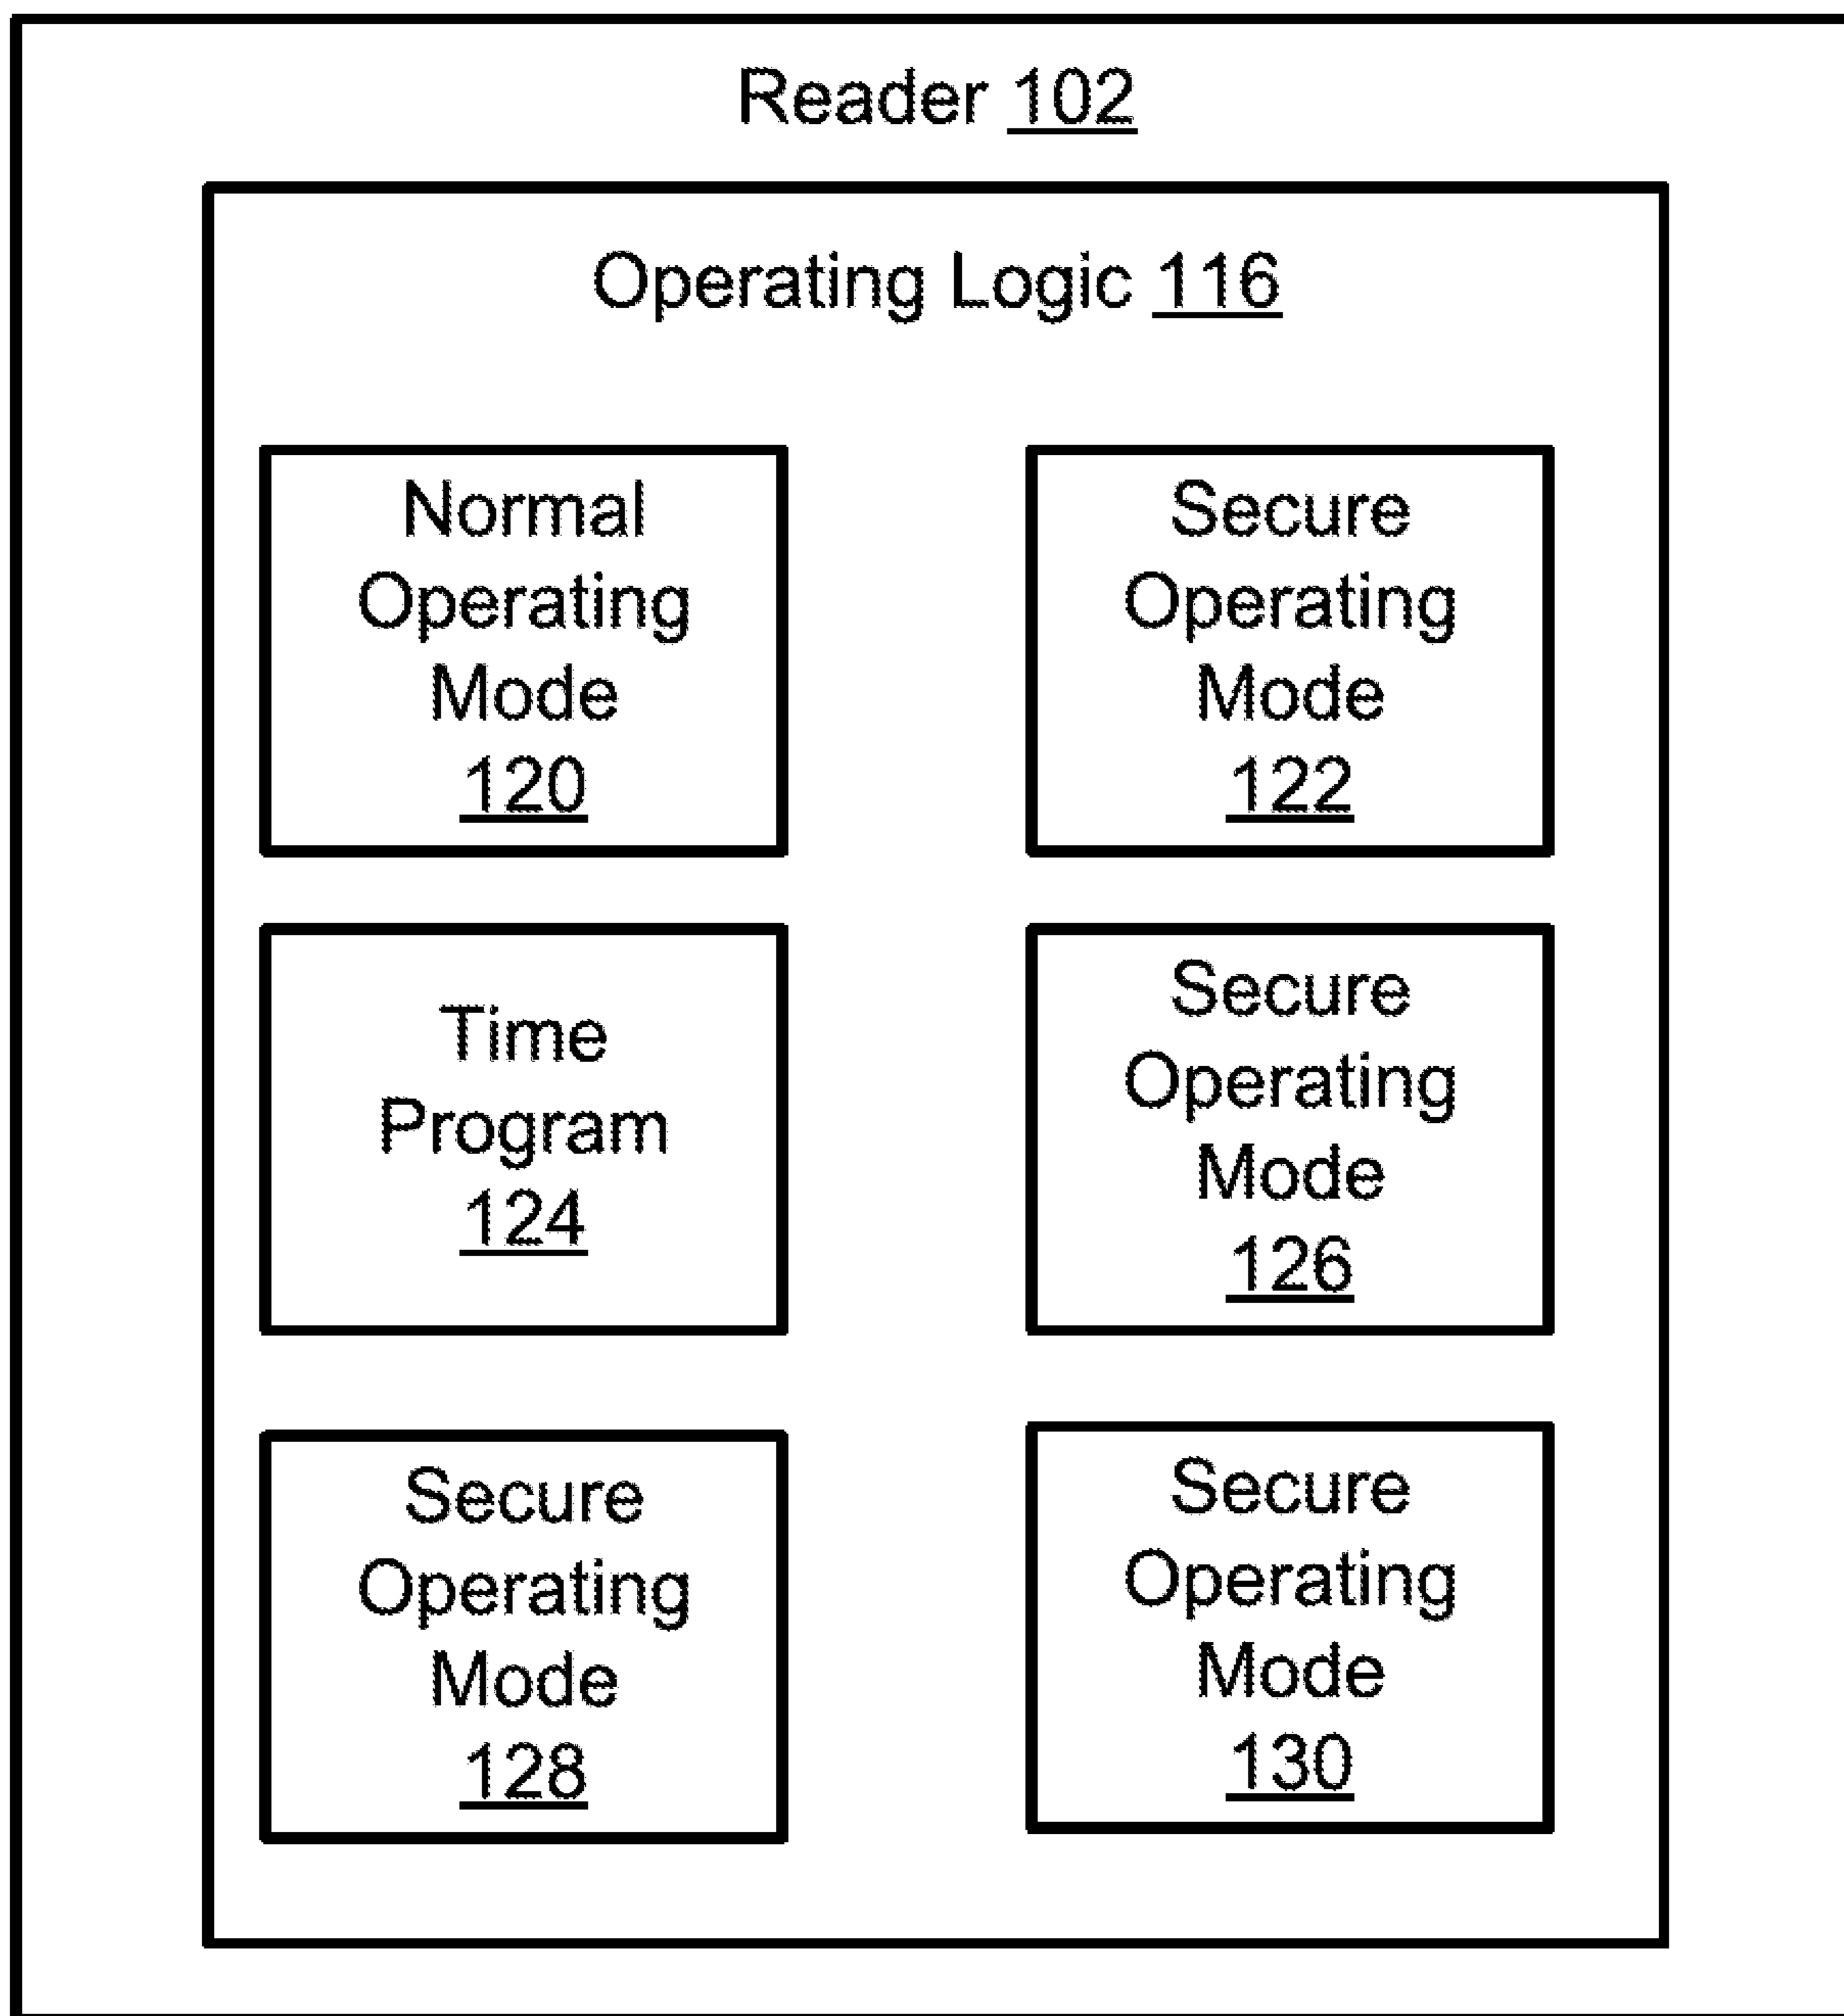 Reader 102
Operating Logic 116
Normal
Operating
Mode
120
Secure
Operating
Mode
122
Time
Program
124
Secure
Operating
Mode
126
Secure
Operating
Mode
128
Secure
Operating
Mode
130